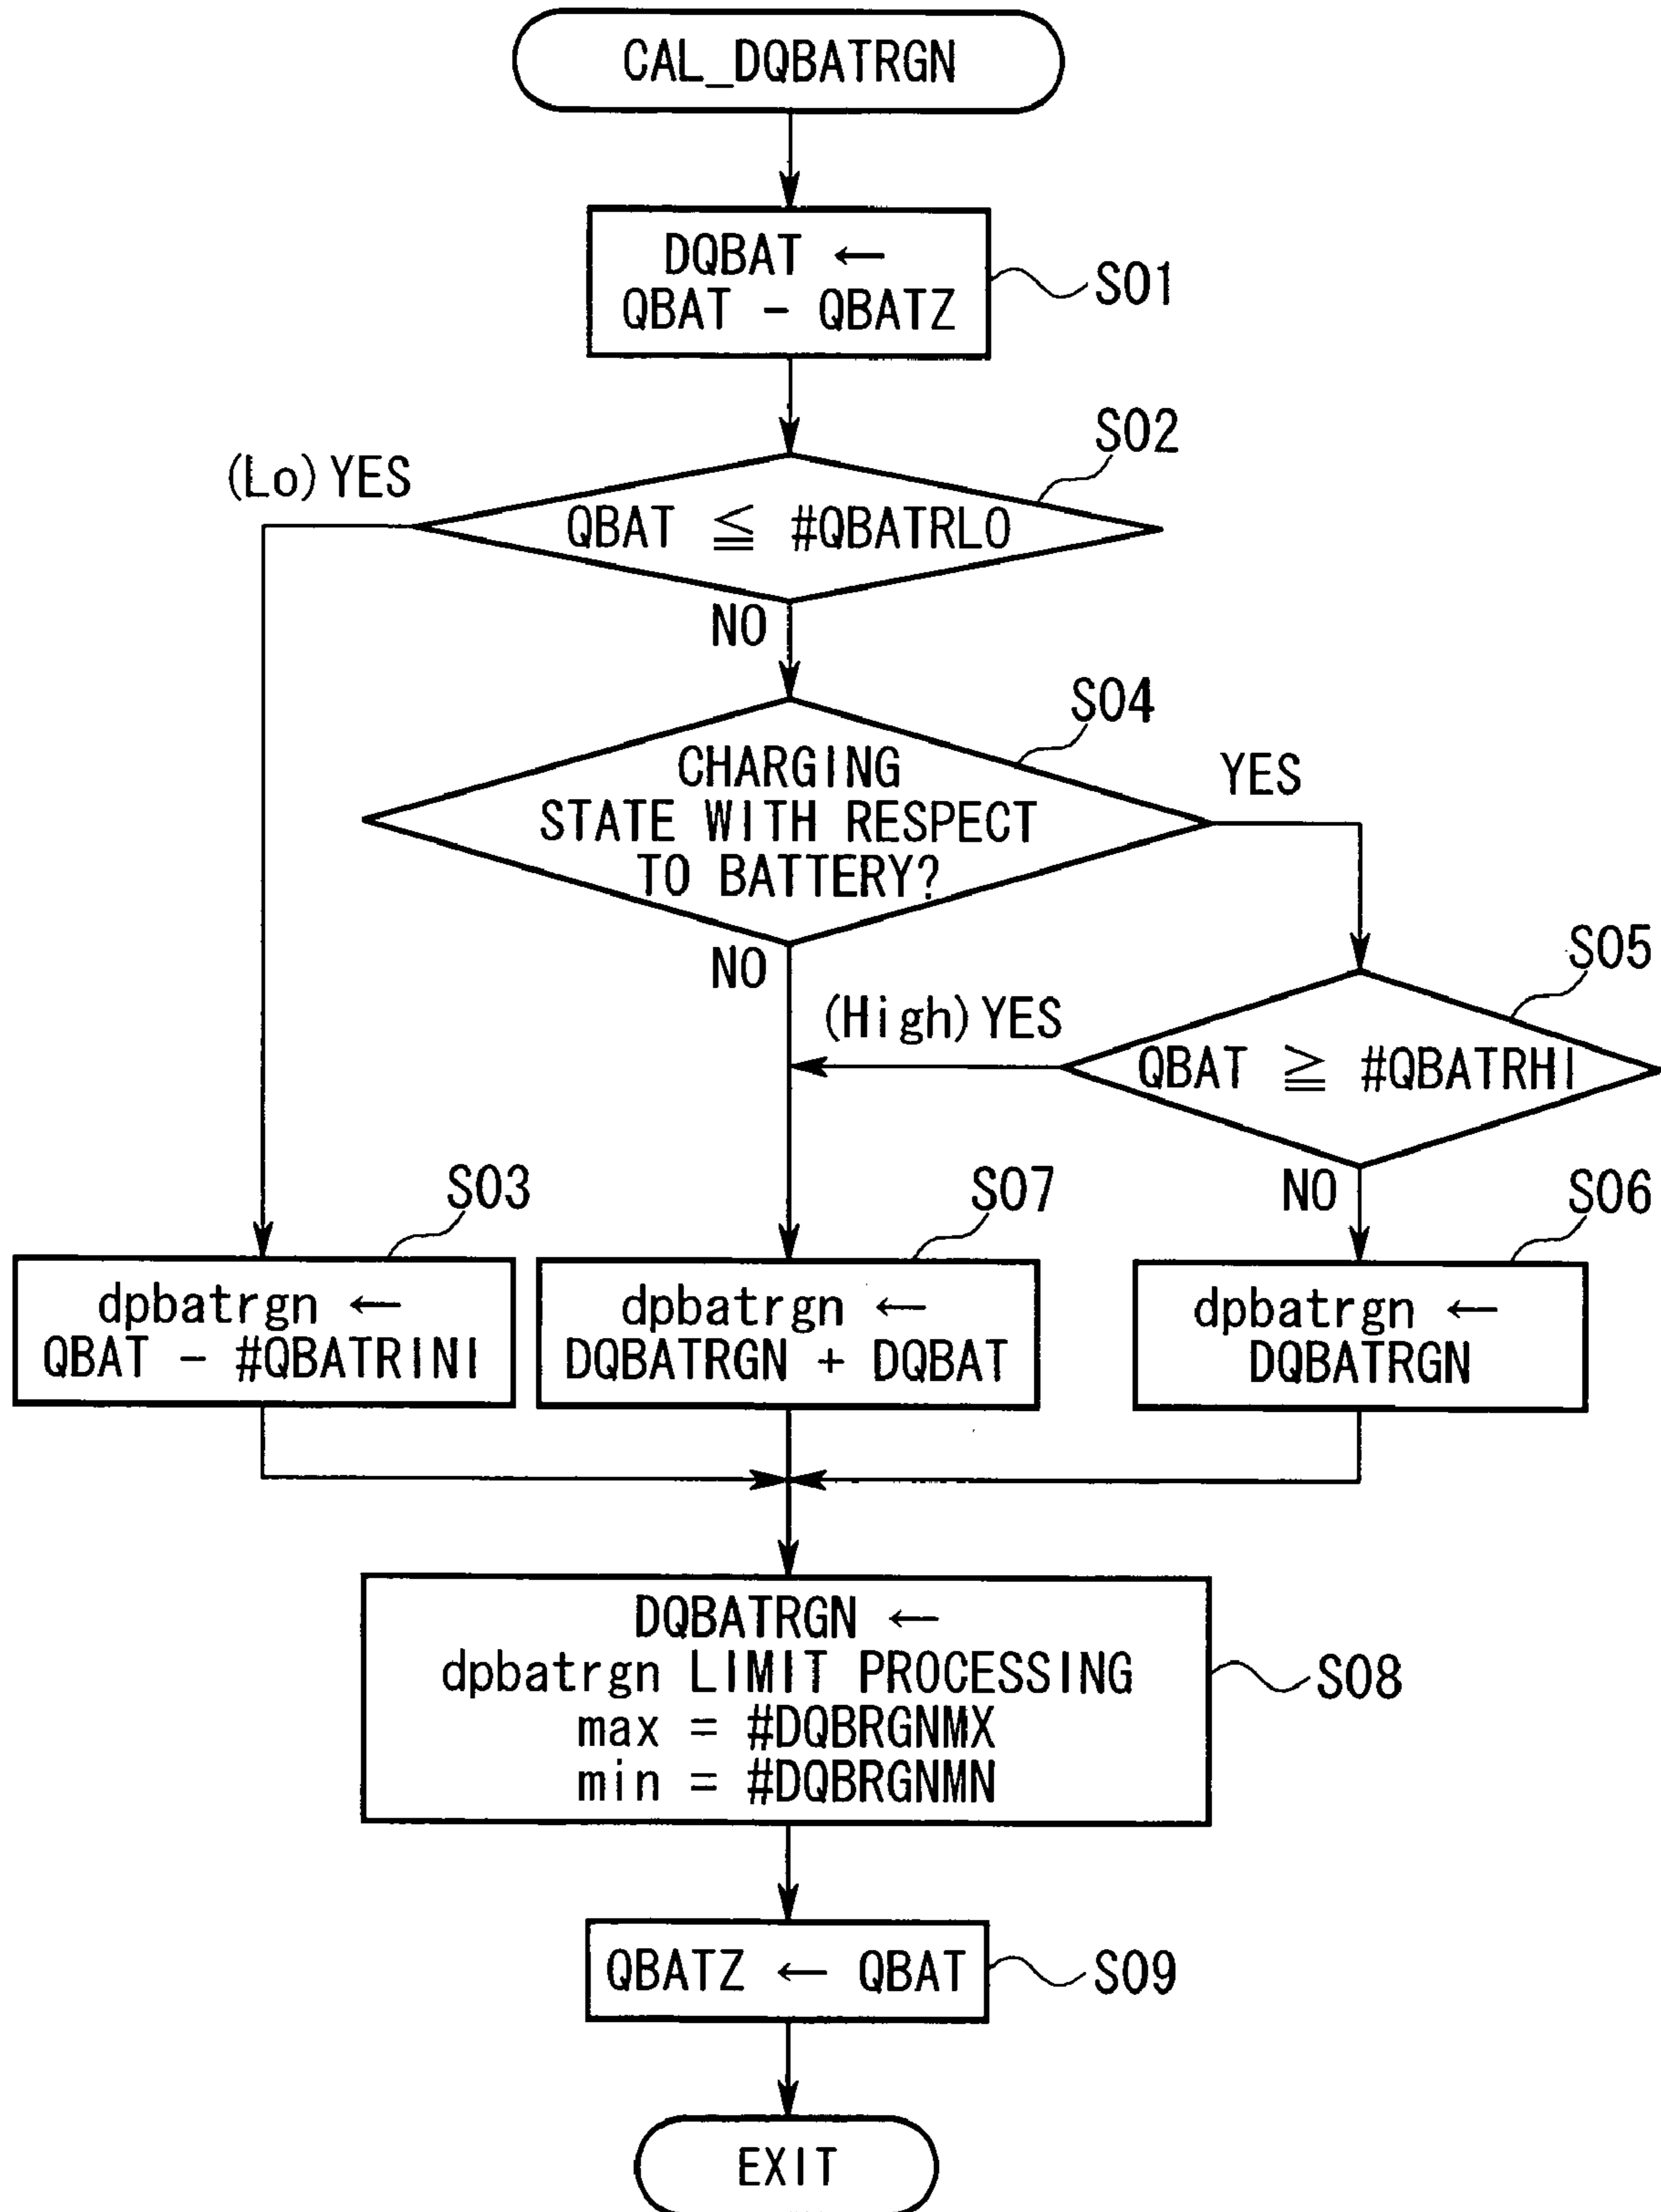 CAL_DQBATRGN
DQBAT ←
QBAT - QBATZ
S01
S02
(Lo) YES
QBAT ≦ #QBATRLO
NO
S04
CHARGING
STATE WITH RESPECT
TO BATTERY?
YES
NO
S05
(High) YES
QBAT ≧ #QBATRHI
NO
S03
S07
S06
dpbatrgn ←
QBAT - #QBATRINI
dpbatrgn ←
DQBATRGN + DQBAT
dpbatrgn ←
DQBATRGN
DQBATRGN ←
dpbatrgn LIMIT PROCESSING
max = #DQBRGNMX
min = #DQBRGNMN
S08
QBATZ ← QBAT
S09
EXIT